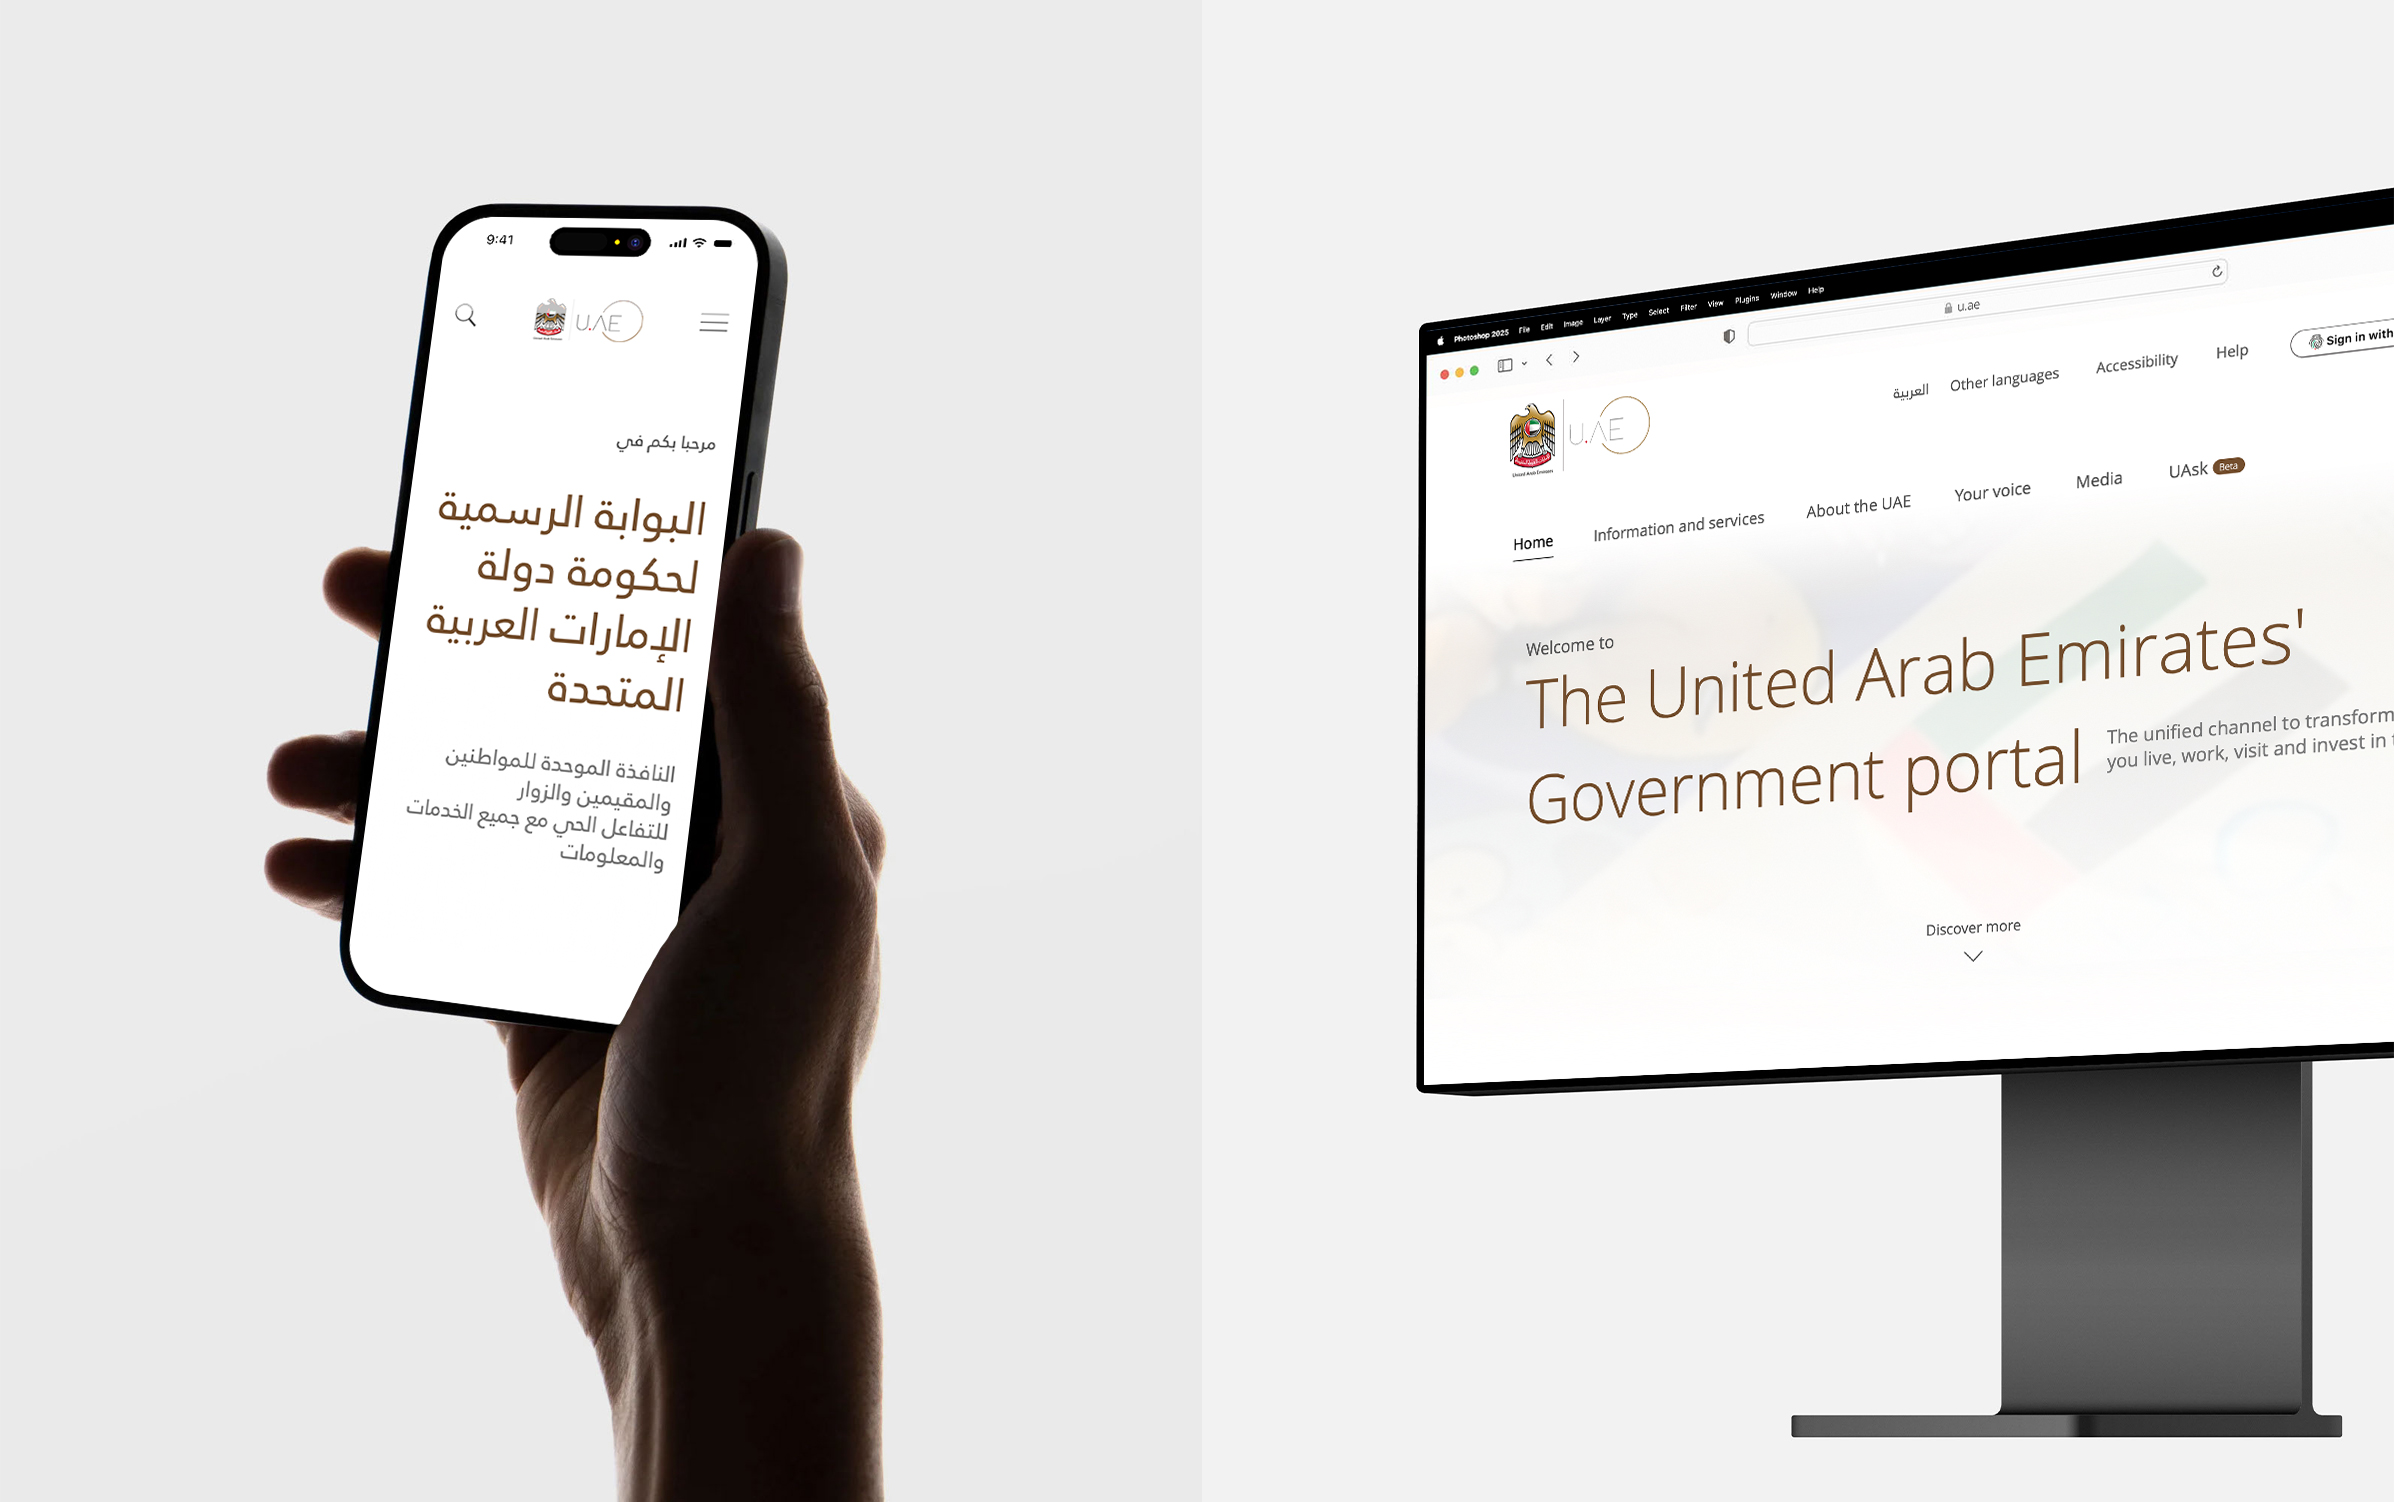 9:41
U.AE
مرحبا بكم في
البوابة الرسمية
لحكومة دولة
الإمارات العربية
المتحدة
النافذة الموحدة للمواطنين
والمقيمين والزوار
للتفاعل الحي مع جميع الخدمات
والمعلومات
Photoshop 2025 File Edit Image Layer Type Select Filter View Plugins Window Help
u.ae
العربية Other languages Accessibility Help Sign in with
U.AE
United Arab Emirates
Home Information and services About the UAE Your voice Media UAsk Beta
Welcome to
The United Arab Emirates'
Government portal
The unified channel to transform
you live, work, visit and invest in
Discover more